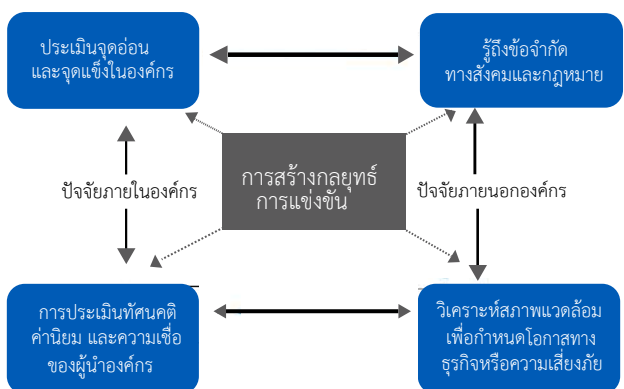 ประเมินจุดอ่อน
และจุดแข็งในองค์กร
รู้ถึงข้อจำกัด
ทางสังคมและกฎหมาย
การสร้างกลยุทธ์
การแข่งขัน
ปัจจัยภายในองค์กร
ปัจจัยภายนอกองค์กร
การประเมินทัศนคติ
ค่านิยม และความเชื่อ
ของผู้นำองค์กร
วิเคราะห์สภาพแวดล้อม
เพื่อกำหนดโอกาสทาง
ธุรกิจหรือความเสี่ยงภัย